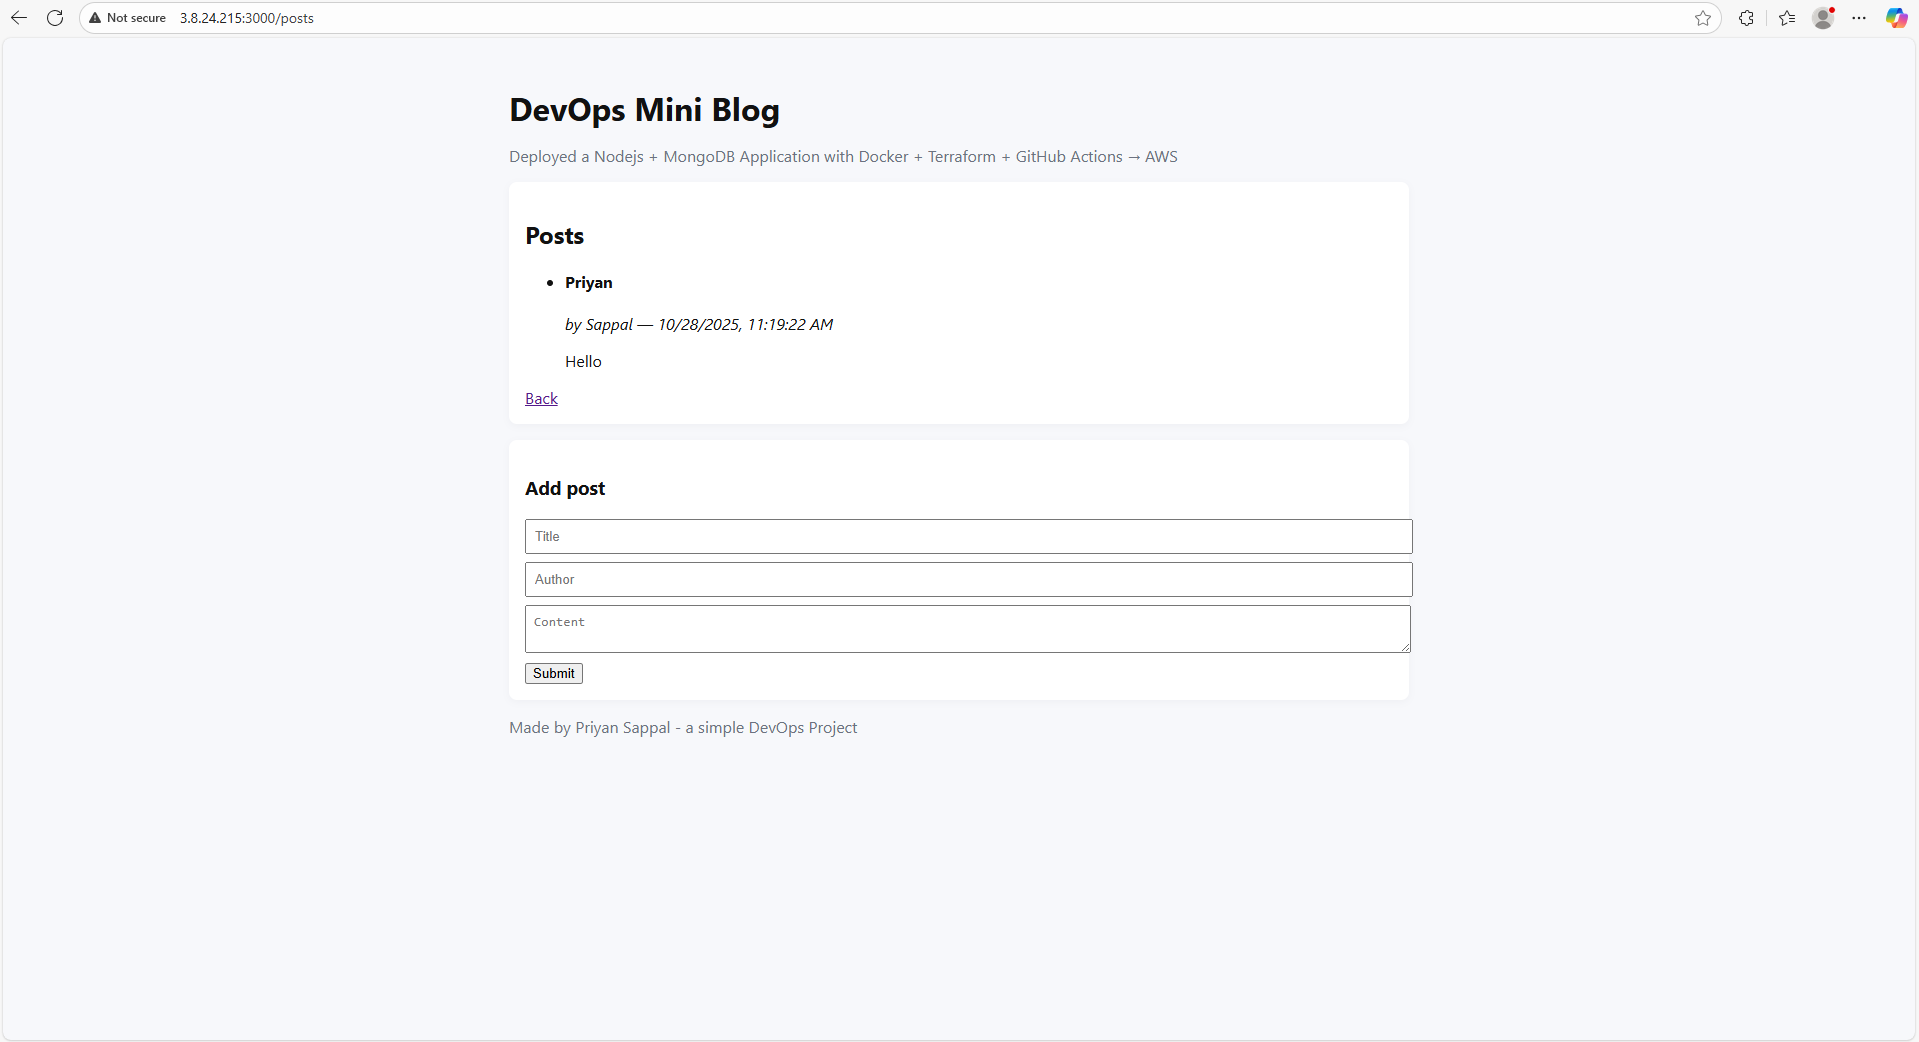 Not secure 3.8.24.215:3000/posts
DevOps Mini Blog
Deployed a Nodejs + MongoDB Application with Docker + Terraform + GitHub Actions → AWS
Posts
• Priyan
by Sappal — 10/28/2025, 11:19:22 AM
Hello
Back
Add post
Title
Author
Content
Submit
Made by Priyan Sappal - a simple DevOps Project